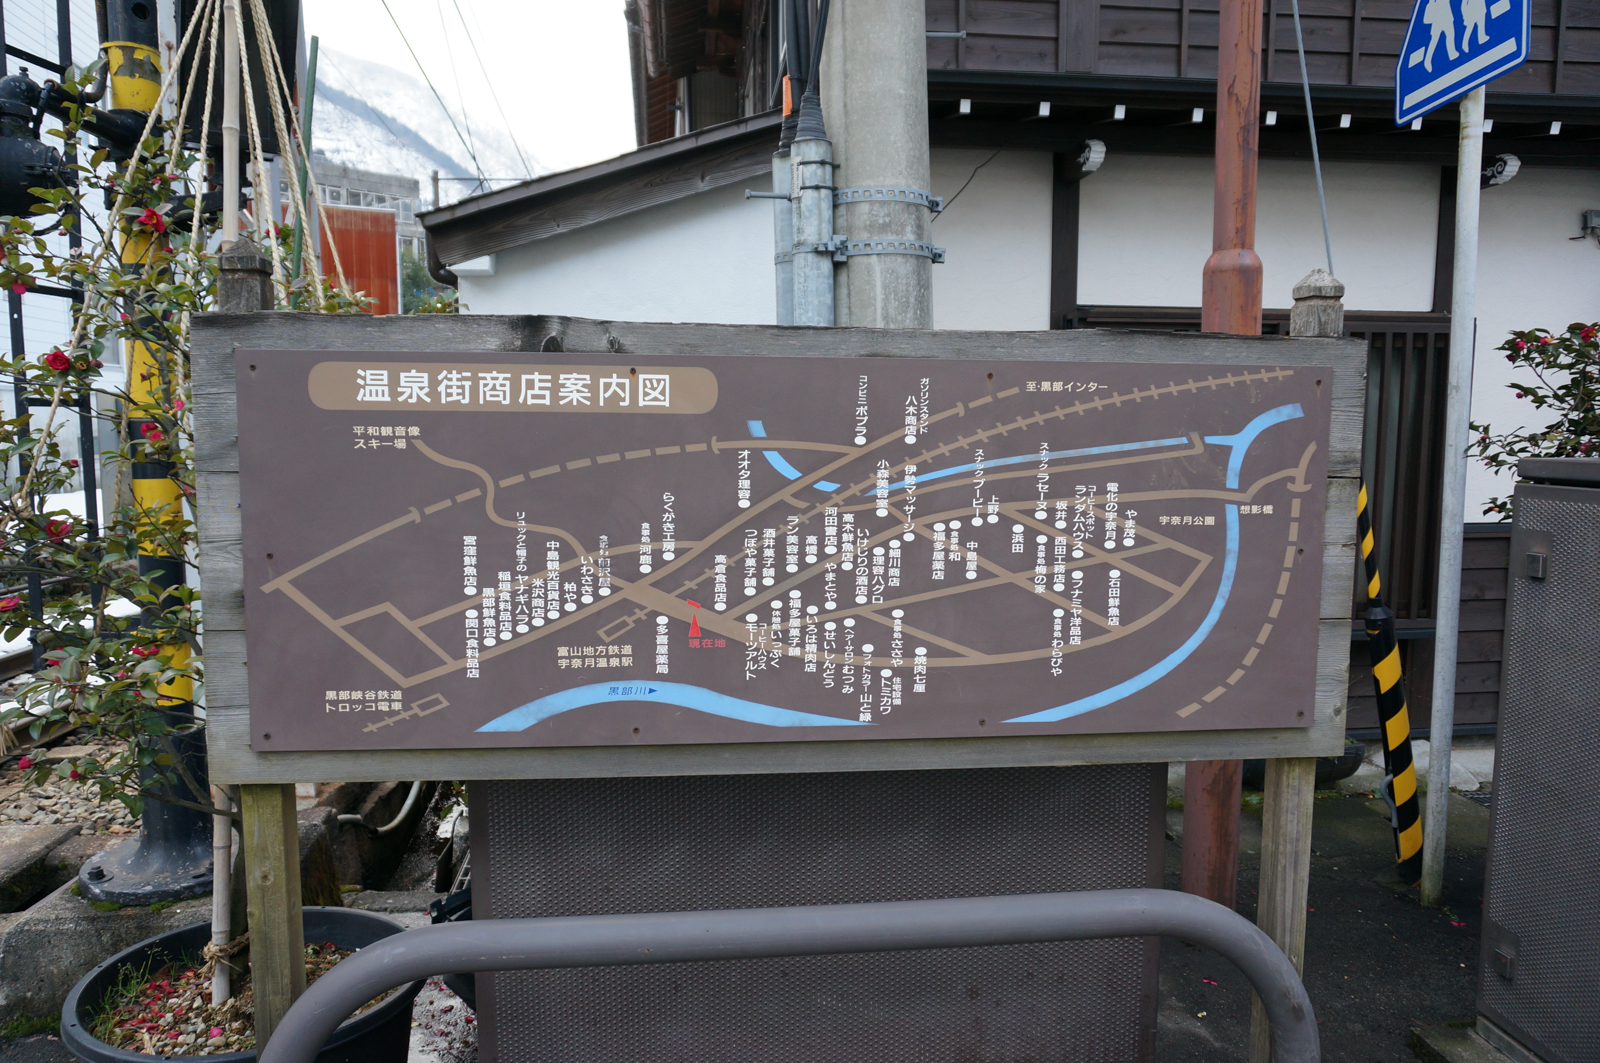 温泉街商店案内図
平和観音像
スキー場
至・黒部インター
コンビニ ポプラ
ガソリンスタンド
八木商店
オオタ理容
小森美容室
伊勢マッサージ
スナック ブービー
上野
スナック ラセーヌ
坂井
コーヒースポット
ランダムハウス
電化の宇奈月
やま茂
宇奈月公園
想影橋
らくがき工房
食事処 河鹿
リュックと帽子の ヤナギハラ
中島観光百貨店
いわさき
柏や
米沢商店
稲垣食料品店
黒部鮮魚店
宮窪鮮魚店
関口食料品店
高倉食品店
つぼや菓子舗
酒井菓子舗
ラン美容室
高橋
河田書店
高木鮮魚店
いけじりの酒店
理容ハグロ
細川商店
やまとや
福多屋薬店
食事処 和
中島屋
浜田
食事処 梅の家
西田工務店
フナミヤ洋品店
石田鮮魚店
食事処 わらびや
多喜屋薬局
現在地
コーヒーハウス
モーツアルト
休憩処 いっぷく
福多屋菓子舗
いろは精肉店
せいしんどう
ヘアーサロン むつみ
フォトカラー 山と緑
食事処 ささや
住宅設備
トミカワ
焼肉七厘
富山地方鉄道
宇奈月温泉駅
黒部川
黒部峡谷鉄道
トロッコ電車